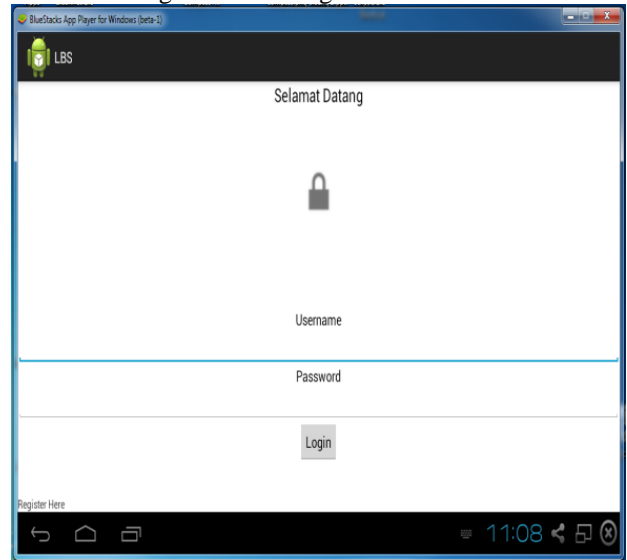 BlueStacks App Player for Windows (beta-1)
LBS
Selamat Datang
Username
Password
Login
Register Here
11:08